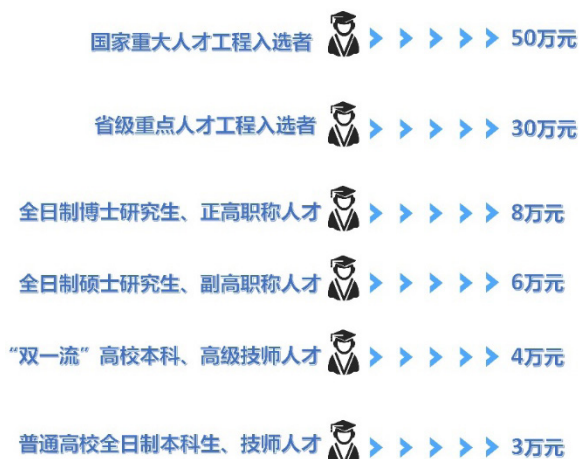 国家重大人才工程入选者 50万元
省级重点人才工程入选者 30万元
全日制博士研究生、正高职称人才 8万元
全日制硕士研究生、副高职称人才 6万元
“双一流”高校本科、高级技师人才 4万元
普通高校全日制本科生、技师人才 3万元